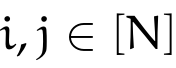 i, j ∈ [N]